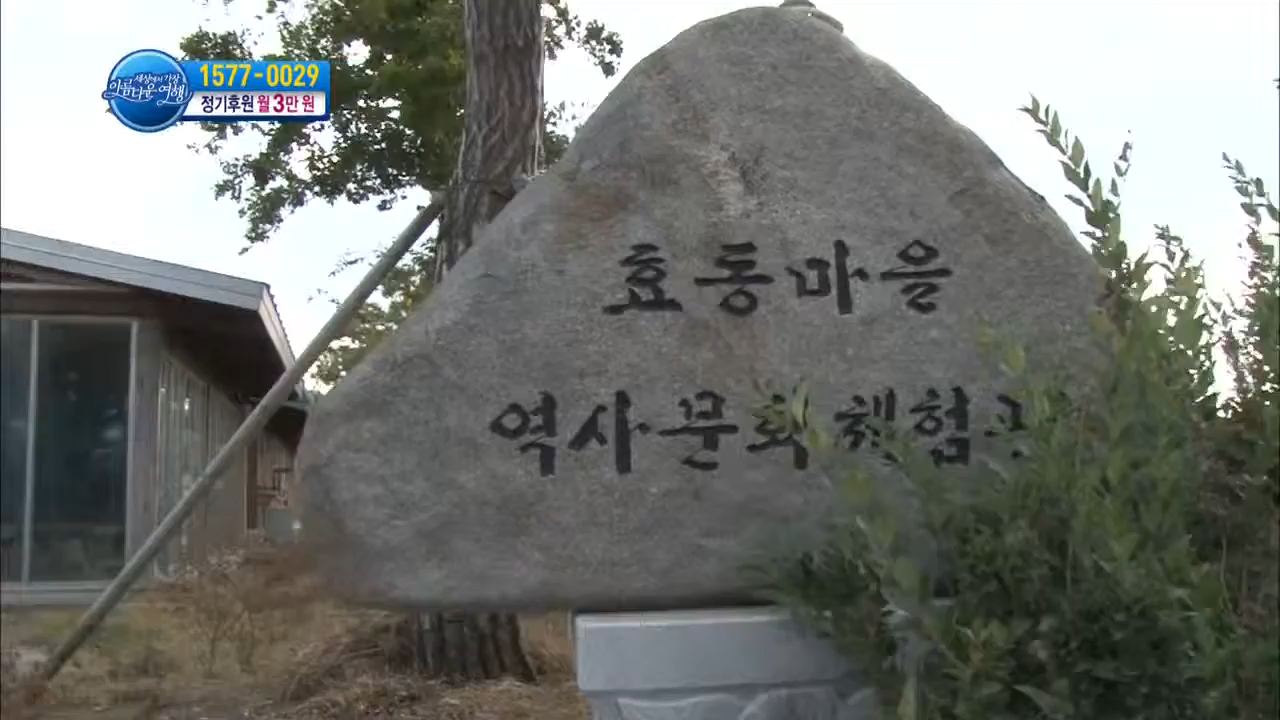 세상에서 가장
아름다운 여행
1577-0029
정기후원 월 3만 원
효통마을
역사문화체험